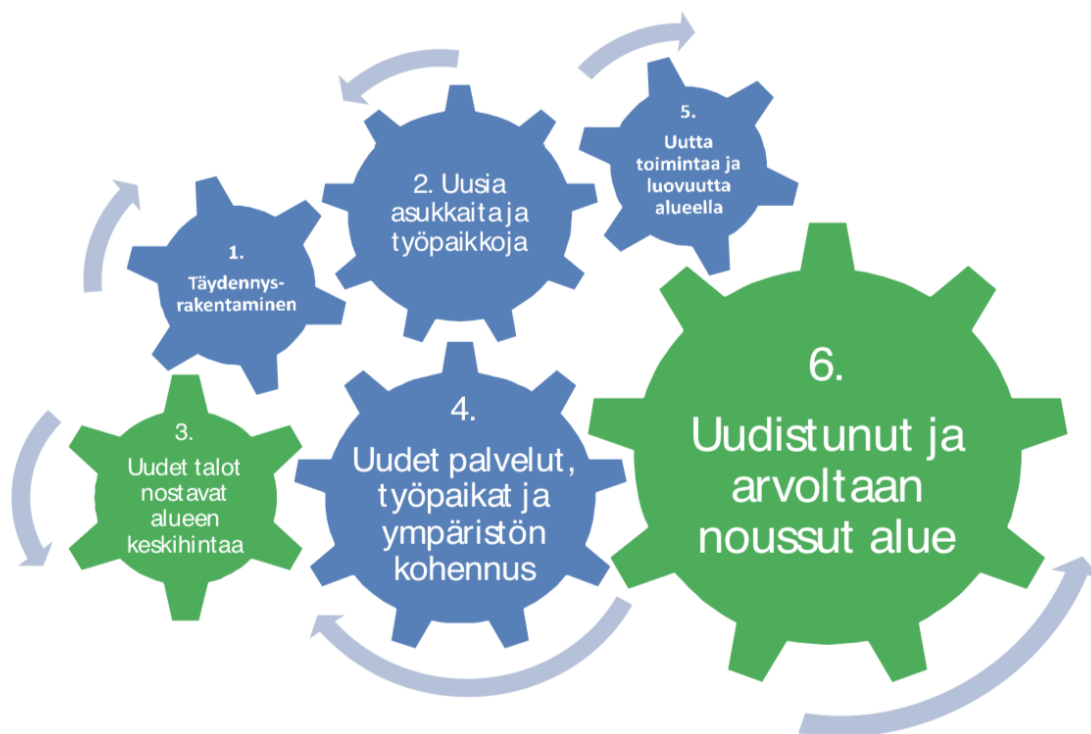 1.
Täydennys-
rakentaminen
2. Uusia
asukkaita ja
työpaikkoja
3.
Uudet talot
nostavat
alueen
keskihintaa
4.
Uudet palvelut,
työpaikat ja
ympäristön
kohennus
5.
Uutta
toimintaa ja
luovuutta
alueella
6.
Uudistunut ja
arvoltaan
noussut alue